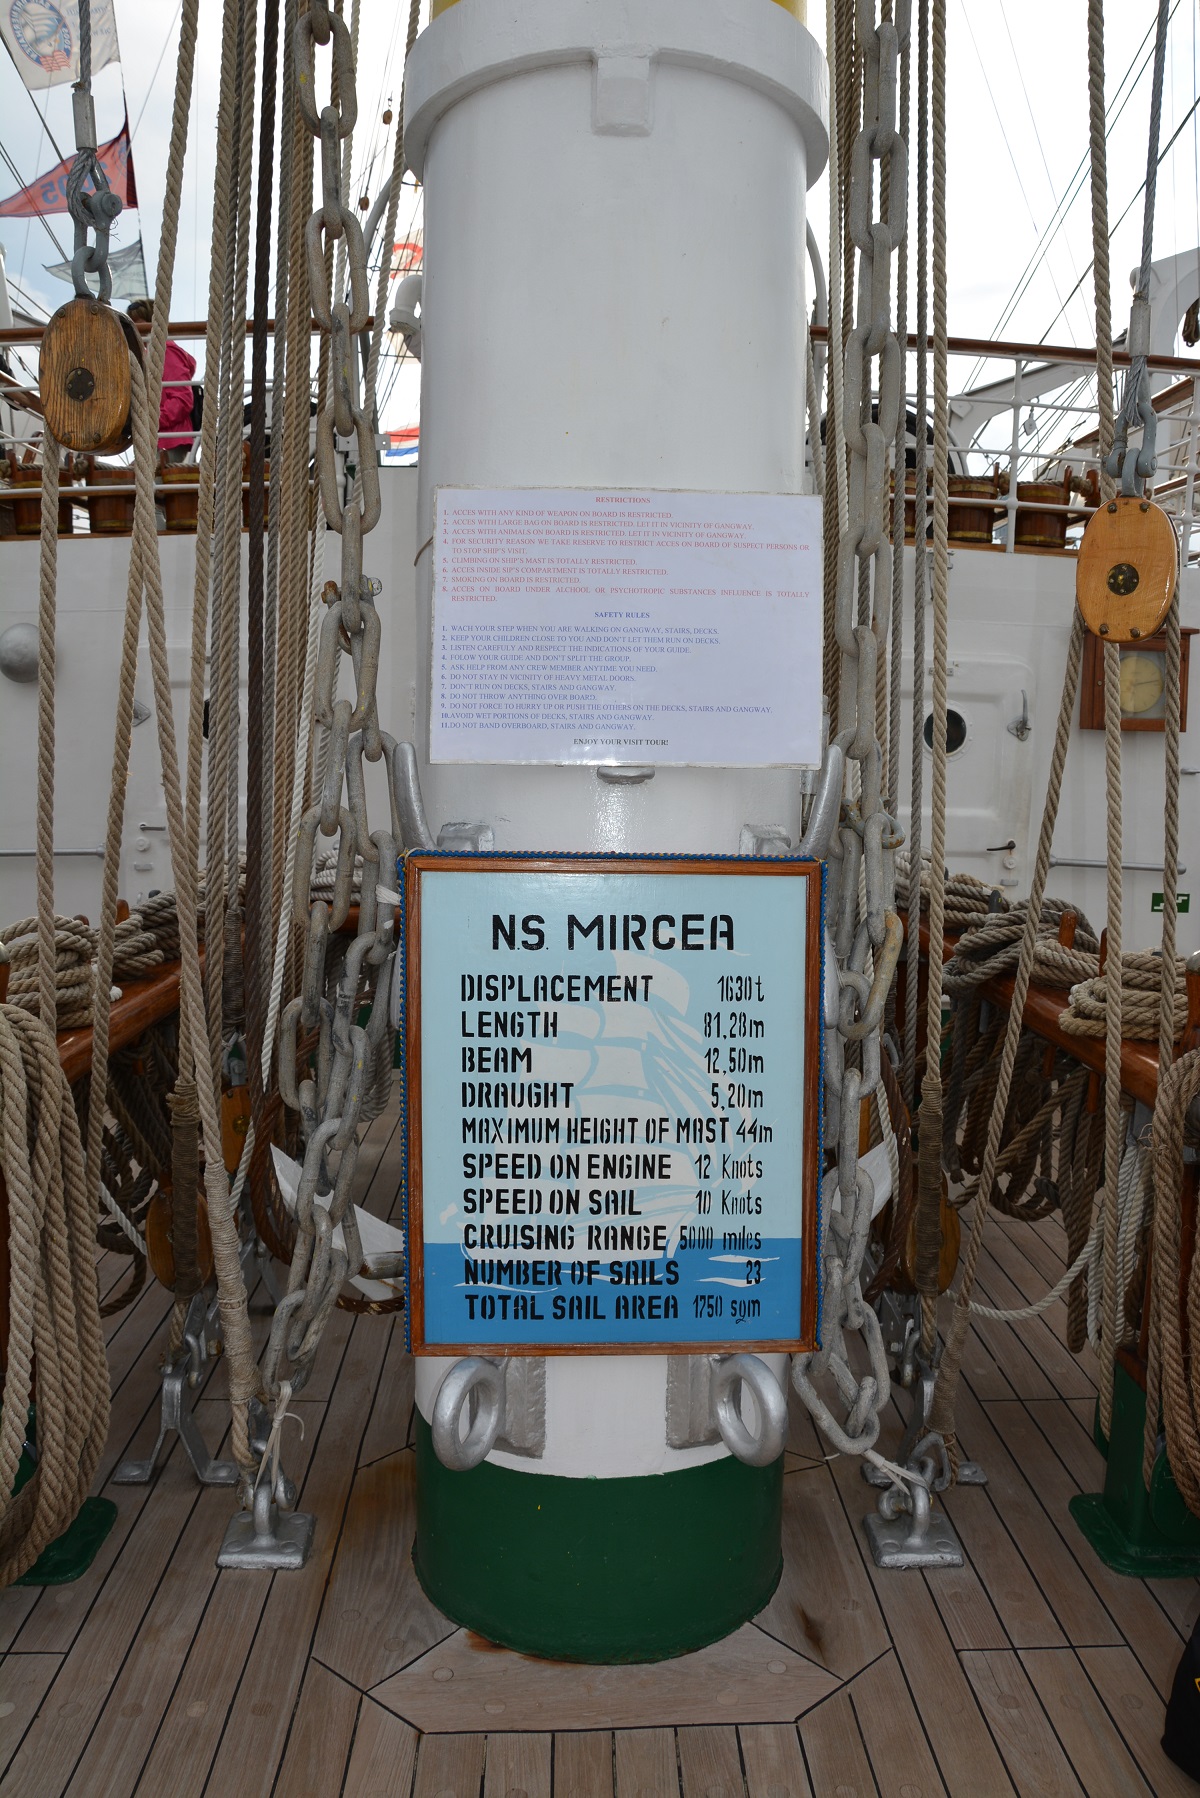 2005
RESTRICTIONS
1. ACCES WITH ANY KIND OF WEAPON ON BOARD IS RESTRICTED.
2. ACCES WITH LARGE BAG ON BOARD IS RESTRICTED. LET IT IN VICINITY OF GANGWAY.
3. ACCES WITH ANIMALS ON BOARD IS RESTRICTED. LET IT IN VICINITY OF GANGWAY.
4. FOR SECURITY REASON WE TAKE RESERVE TO RESTRICT ACCES ON BOARD OF SUSPECT PERSONS OR
TO STOP SHIP'S VISIT.
5. CLIMBING ON SHIP'S MAST IS TOTALLY RESTRICTED.
6. ACCES INSIDE SIP'S COMPARTMENT IS TOTALLY RESTRICTED.
7. SMOKING ON BOARD IS RESTRICTED.
8. ACCES ON BOARD UNDER ALCHOOL OR PSYCHOTROPIC SUBSTANCES INFLUENCE IS TOTALLY
RESTRICTED.
SAFETY RULES
1. WACH YOUR STEP WHEN YOU ARE WALKING ON GANGWAY, STAIRS, DECKS.
2. KEEP YOUR CHILDREN CLOSE TO YOU AND DON'T LET THEM RUN ON DECKS.
3. LISTEN CAREFULY AND RESPECT THE INDICATIONS OF YOUR GUIDE.
4. FOLOW YOUR GUIDE AND DON'T SPLIT THE GROUP.
5. ASK HELP FROM ANY CREW MEMBER ANYTIME YOU NEED.
6. DO NOT STAY IN VICINITY OF HEAVY METAL DOORS.
7. DON'T RUN ON DECKS, STAIRS AND GANGWAY.
8. DO NOT THROW ANYTHING OVER BOARD.
9. DO NOT FORCE TO HURRY UP OR PUSH THE OTHERS ON THE DECKS, STAIRS AND GANGWAY.
10.AVOID WET PORTIONS OF DECKS, STAIRS AND GANGWAY.
11.DO NOT BAND OVERBOARD, STAIRS AND GANGWAY.
ENJOY YOUR VISIT TOUR!
N.S. MIRCEA
DISPLACEMENT 1630 t
LENGTH 81,28m
BEAM 12,50m
DRAUGHT 5,20m
MAXIMUM HEIGHT OF MAST 44m
SPEED ON ENGINE 12 Knots
SPEED ON SAIL 10 Knots
CRUISING RANGE 5000 miles
NUMBER OF SAILS 23
TOTAL SAIL AREA 1750 sqm